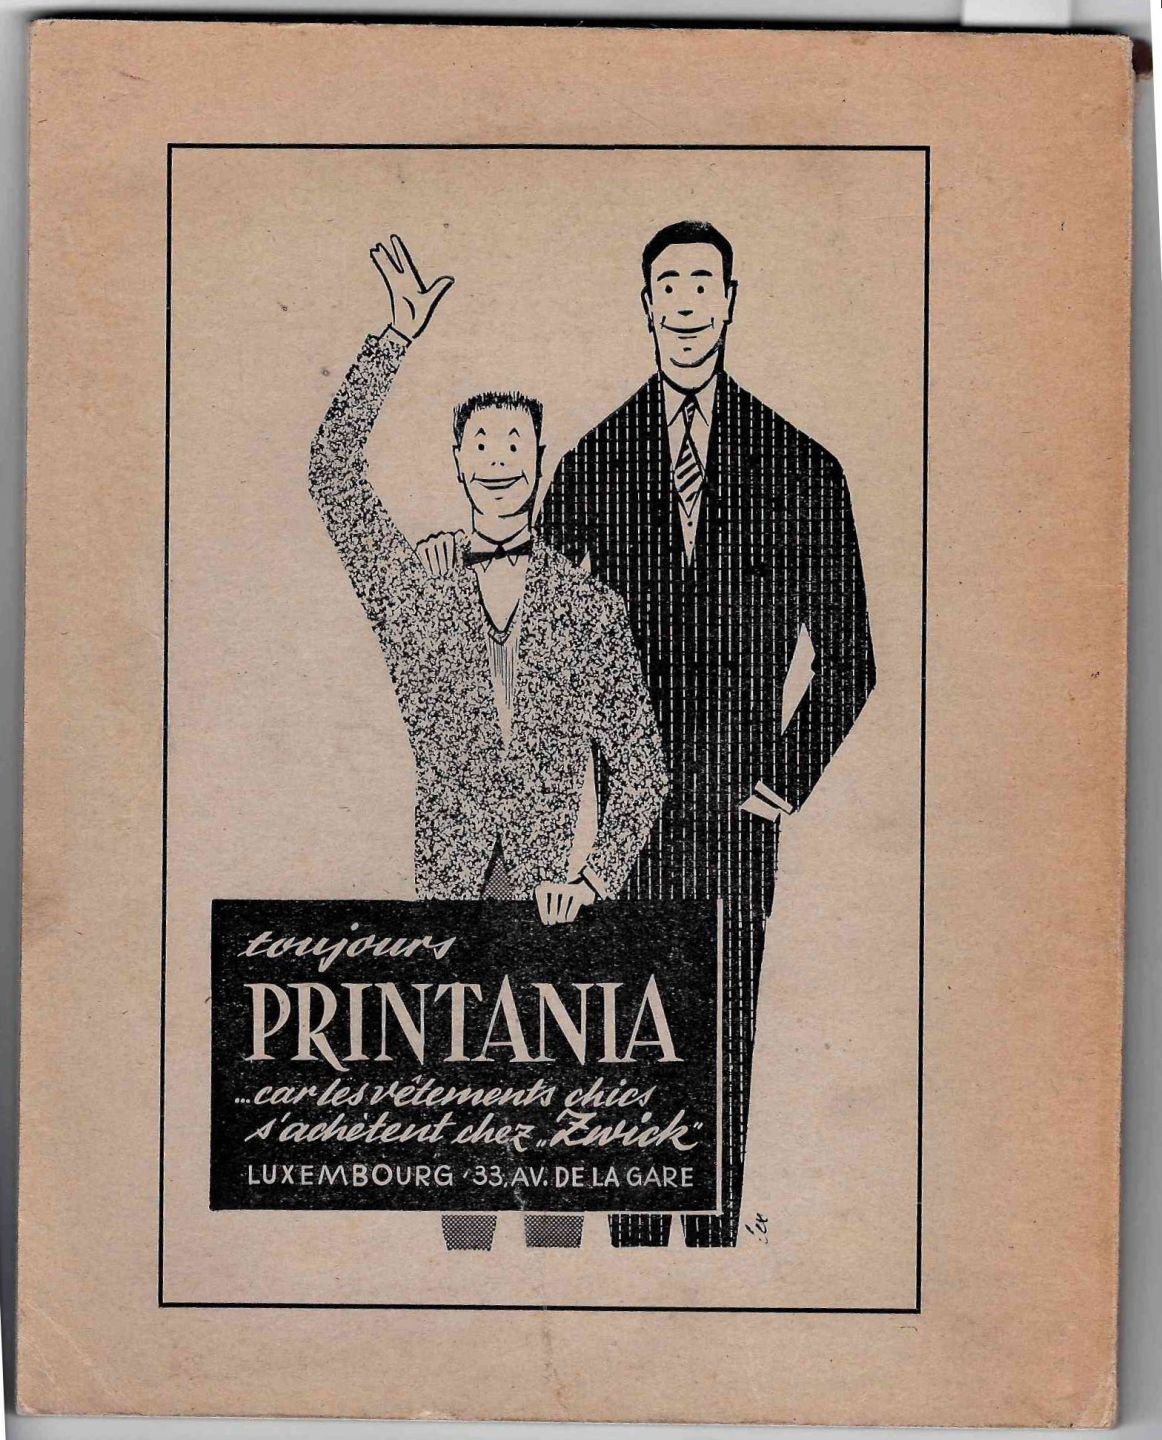 toujours
PRINTANIA
...car les vêtements chics
s'achètent chez „Zwick"
LUXEMBOURG · 33, AV. DE LA GARE